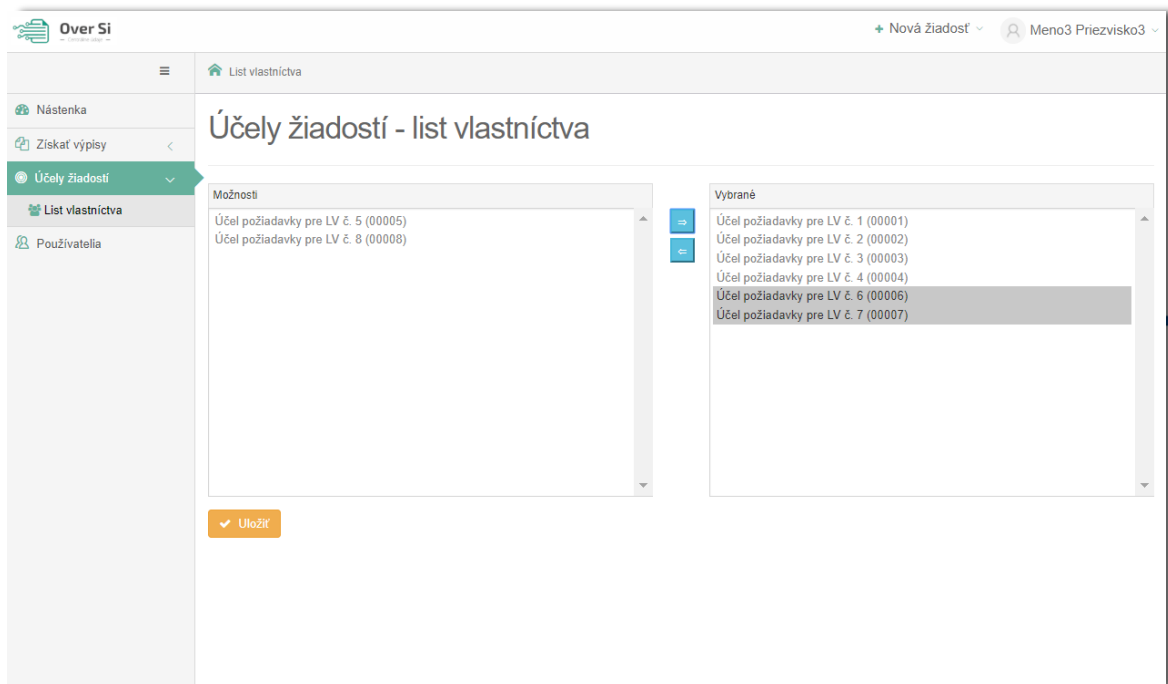 Over Si
+ Nová žiadosť
Meno3 Priezvisko3
List vlastníctva
Nástenka
Získať výpisy
Účely žiadostí
List vlastníctva
Používatelia
Účely žiadostí - list vlastníctva
Možnosti
Účel požiadavky pre LV č. 5 (00005)
Účel požiadavky pre LV č. 8 (00008)
⇒
⇐
Vybrané
Účel požiadavky pre LV č. 1 (00001)
Účel požiadavky pre LV č. 2 (00002)
Účel požiadavky pre LV č. 3 (00003)
Účel požiadavky pre LV č. 4 (00004)
Účel požiadavky pre LV č. 6 (00006)
Účel požiadavky pre LV č. 7 (00007)
Uložiť